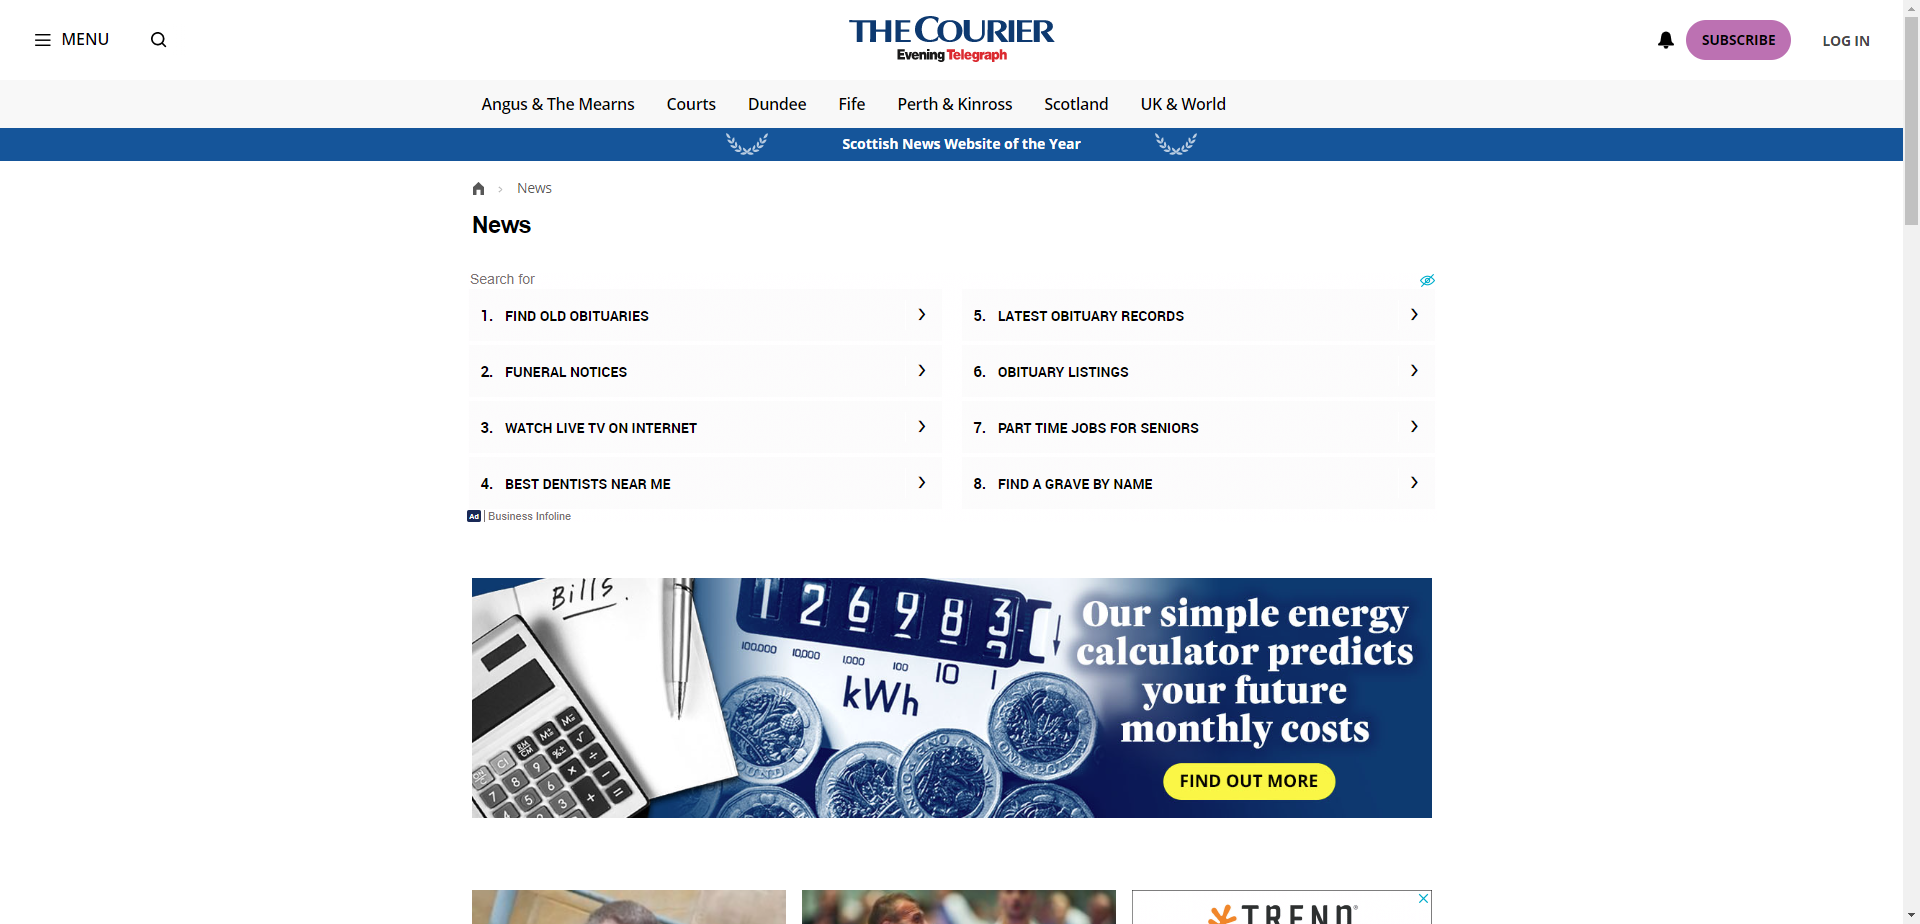 MENU
THE COURIER
Evening Telegraph
SUBSCRIBE
LOG IN
Angus & The Mearns
Courts
Dundee
Fife
Perth & Kinross
Scotland
UK & World
Scottish News Website of the Year
News
News
Search for
1. FIND OLD OBITUARIES
2. FUNERAL NOTICES
3. WATCH LIVE TV ON INTERNET
4. BEST DENTISTS NEAR ME
5. LATEST OBITUARY RECORDS
6. OBITUARY LISTINGS
7. PART TIME JOBS FOR SENIORS
8. FIND A GRAVE BY NAME
Ad | Business Infoline
Bills.
1 2 6 9 8 3
100,000 10,000 1,000 100 10 1
kWh
Our simple energy
calculator predicts
your future
monthly costs
FIND OUT MORE
TREND